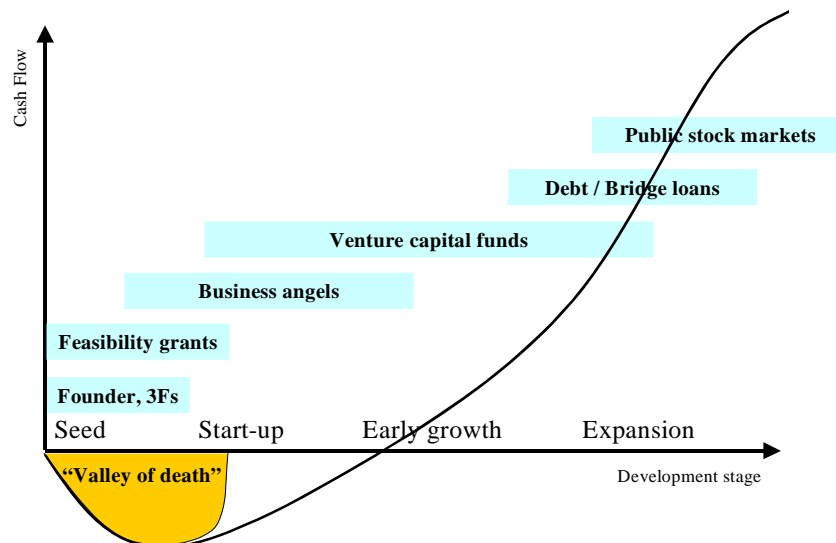 Cash Flow
Public stock markets
Debt / Bridge loans
Venture capital funds
Business angels
Feasibility grants
Founder, 3Fs
Seed
Start-up
Early growth
Expansion
“Valley of death”
Development stage